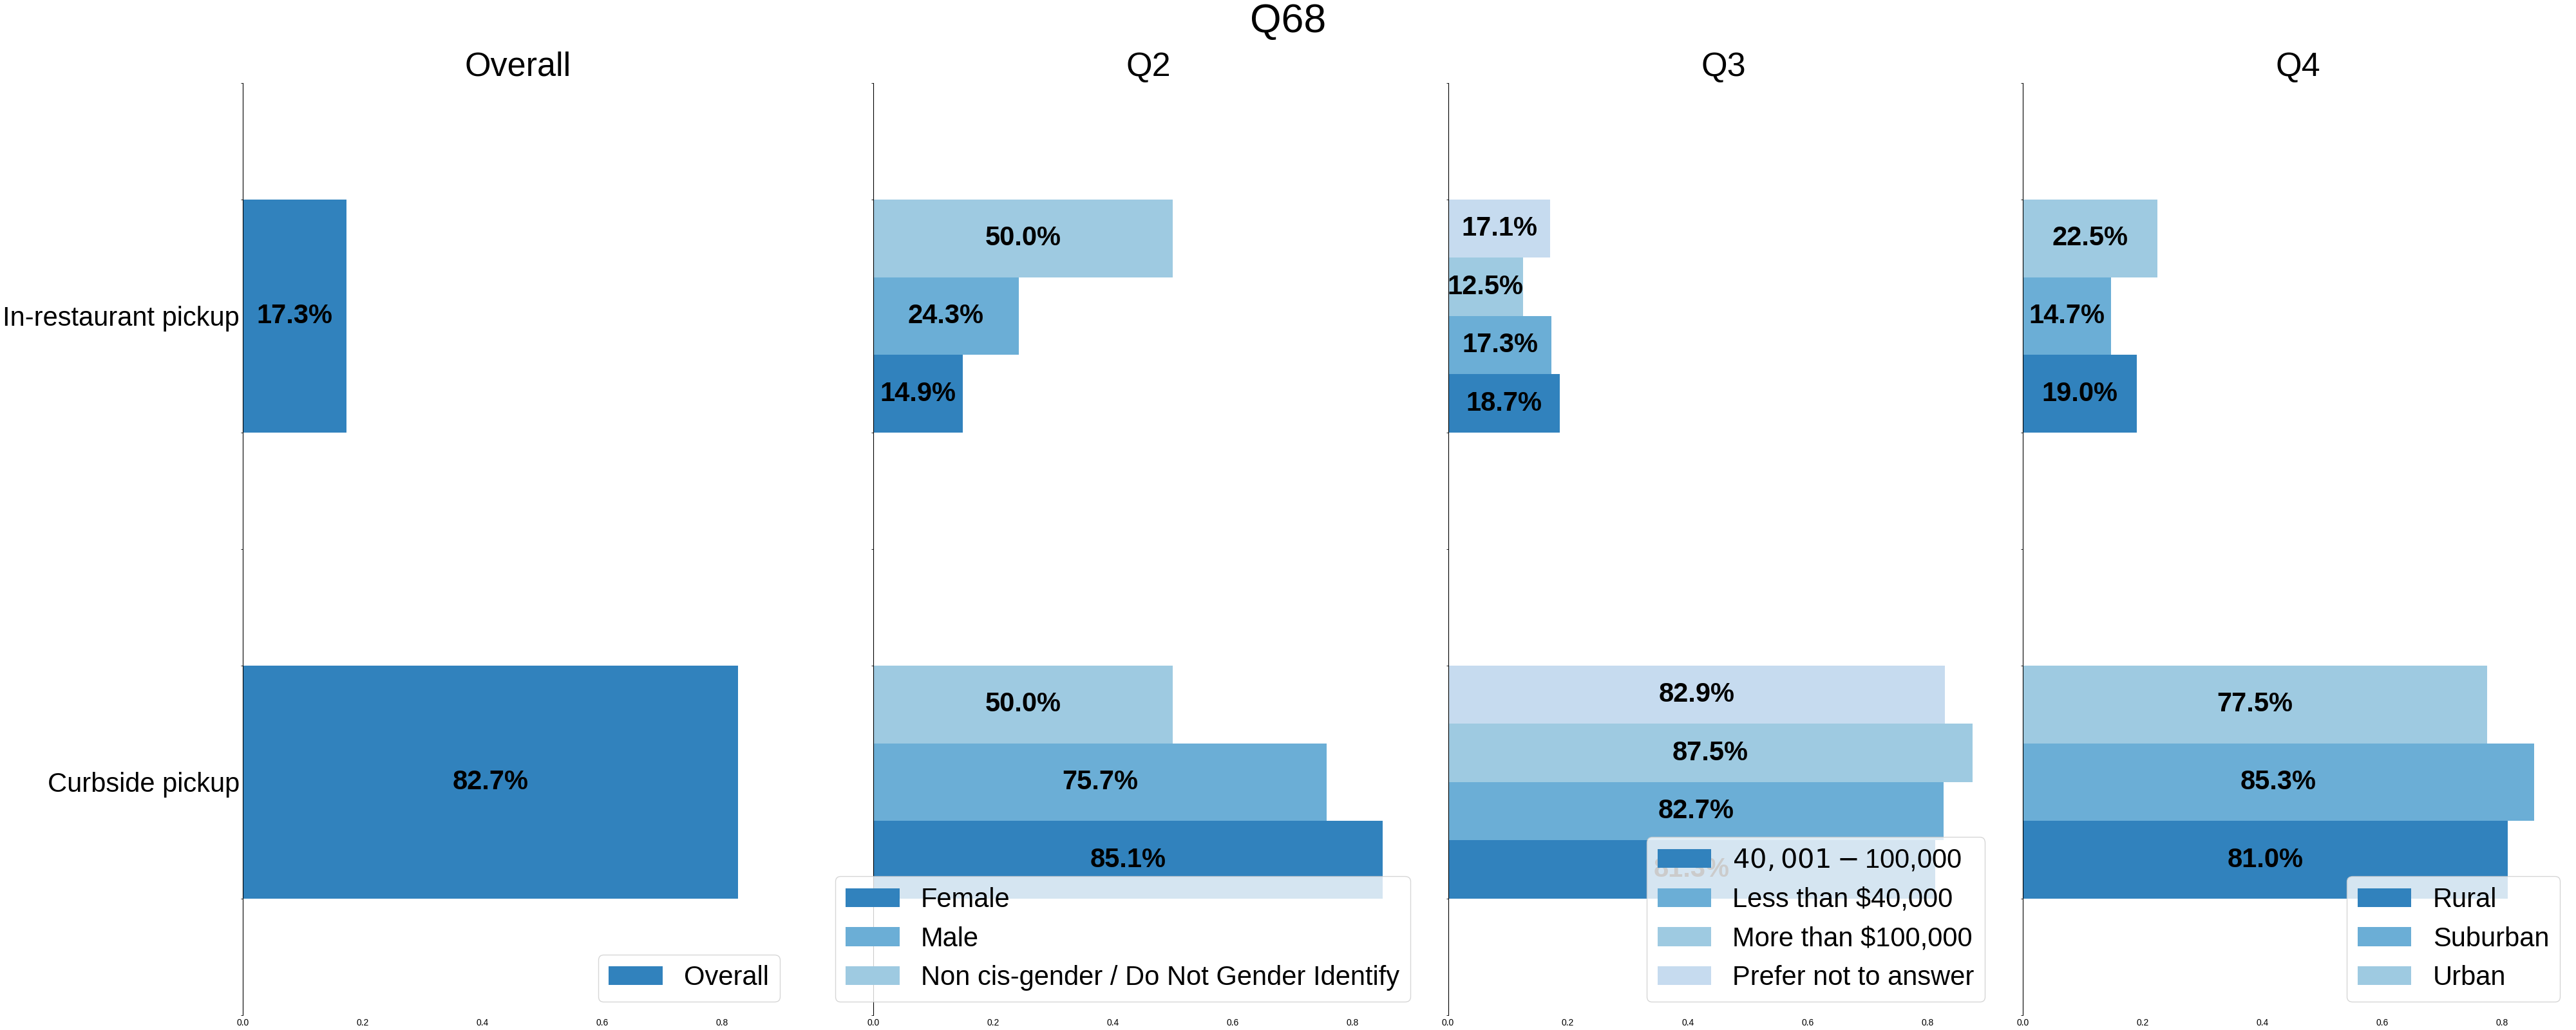 Q68
Overall
Q2
Q3
Q4
In-restaurant pickup
Curbside pickup
17.3%
82.7%
0.0 0.2 0.4 0.6 0.8
Overall
50.0%
24.3%
14.9%
50.0%
75.7%
85.1%
Female
Male
Non cis-gender / Do Not Gender Identify
0.0 0.2 0.4 0.6 0.8
17.1%
12.5%
17.3%
18.7%
82.9%
87.5%
82.7%
81.3%
40,001 − 100,000
Less than $40,000
More than $100,000
Prefer not to answer
0.0 0.2 0.4 0.6 0.8
22.5%
14.7%
19.0%
77.5%
85.3%
81.0%
Rural
Suburban
Urban
0.0 0.2 0.4 0.6 0.8